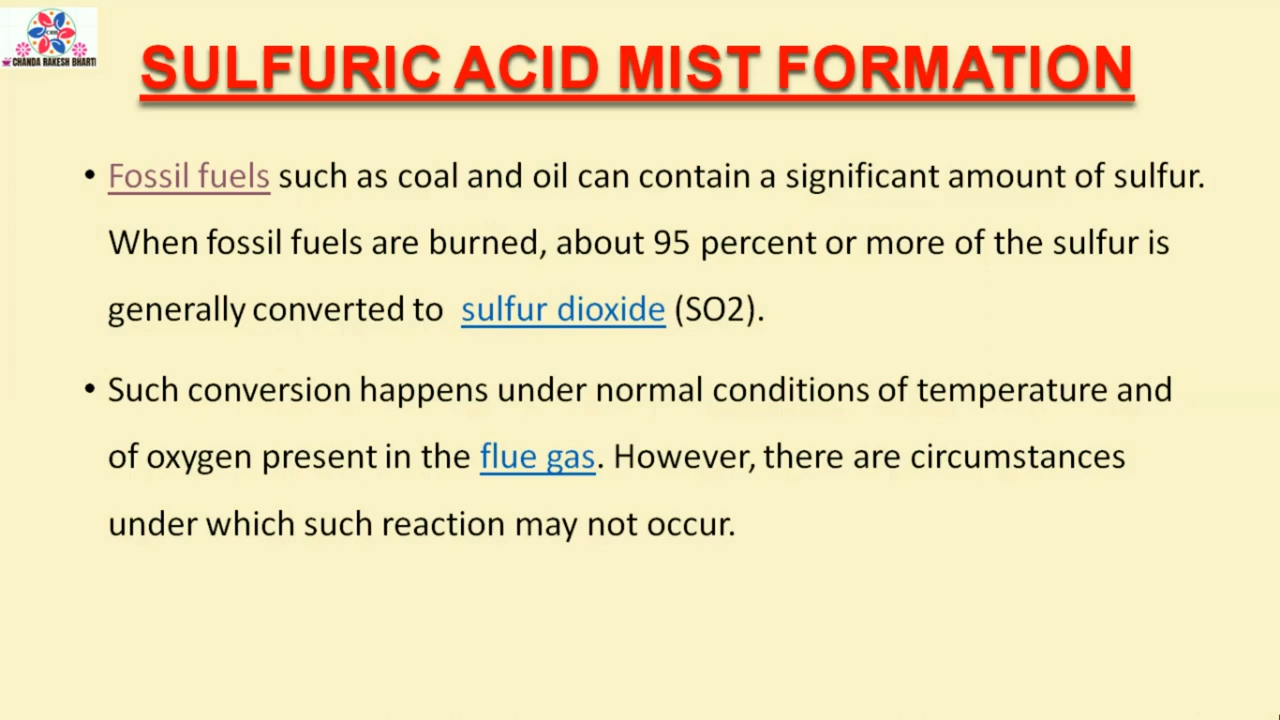 CHANDA RAKESH BHARTI
SULFURIC ACID MIST FORMATION
• Fossil fuels such as coal and oil can contain a significant amount of sulfur.
When fossil fuels are burned, about 95 percent or more of the sulfur is
generally converted to sulfur dioxide (SO2).
• Such conversion happens under normal conditions of temperature and
of oxygen present in the flue gas. However, there are circumstances
under which such reaction may not occur.